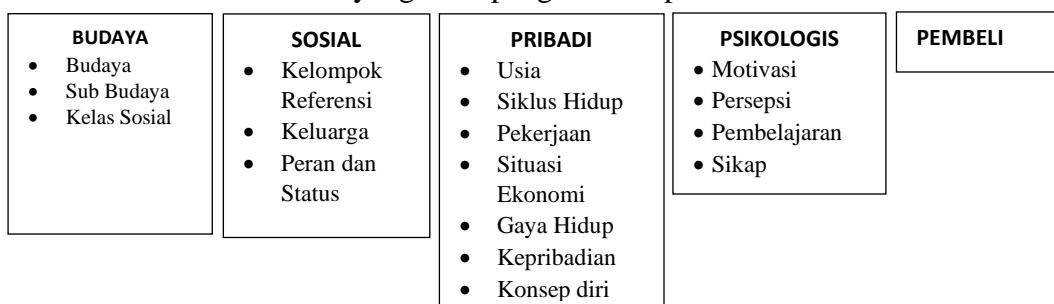 BUDAYA
• Budaya
• Sub Budaya
• Kelas Sosial
SOSIAL
• Kelompok
Referensi
• Keluarga
• Peran dan
Status
PRIBADI
• Usia
• Siklus Hidup
• Pekerjaan
• Situasi
Ekonomi
• Gaya Hidup
• Kepribadian
• Konsep diri
PSIKOLOGIS
• Motivasi
• Persepsi
• Pembelajaran
• Sikap
PEMBELI